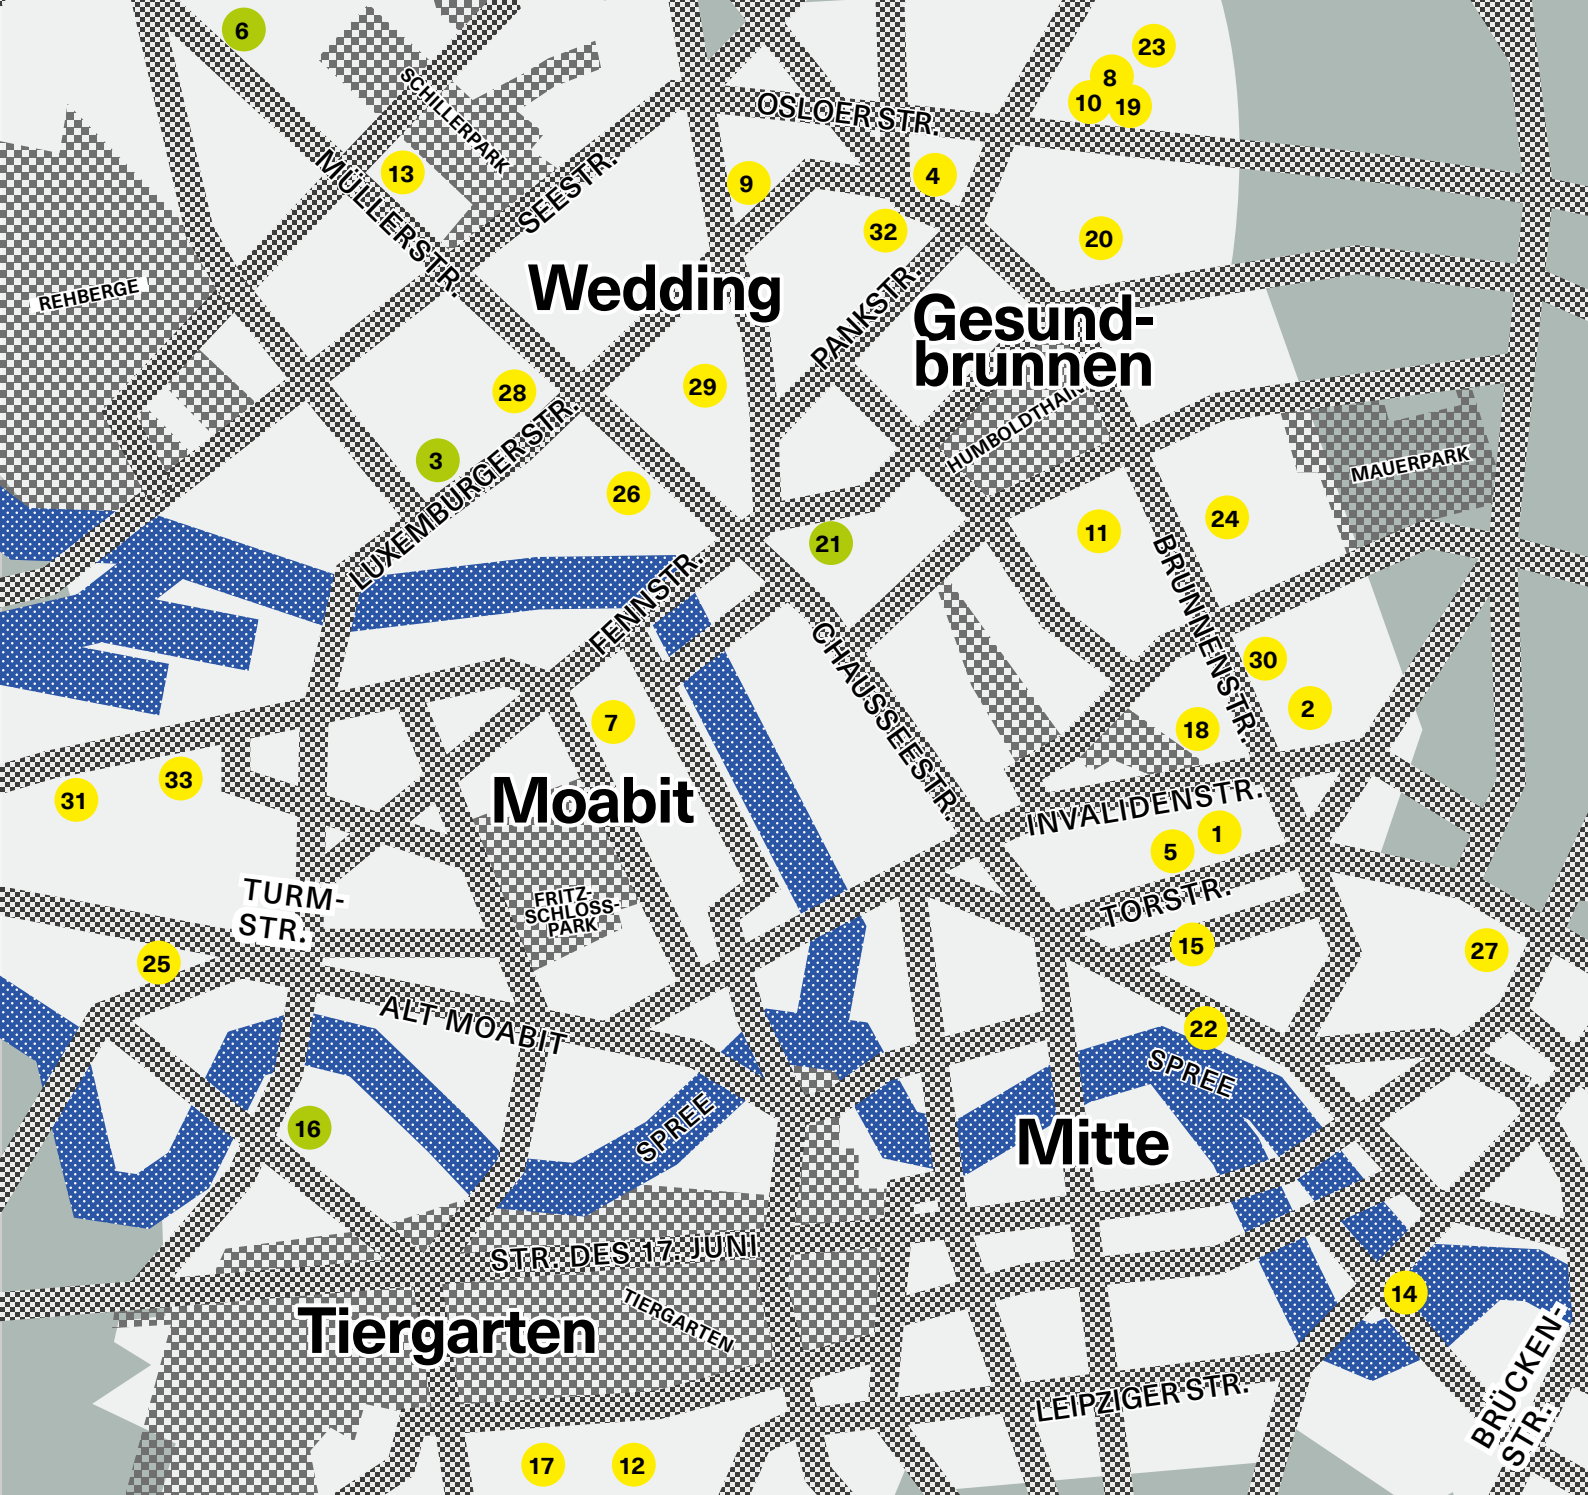 6
23
8
10
19
SCHILLERPARK
OSLOER STR.
13
MÜLLERSTR.
SEESTR.
9
4
32
20
REHBERGE
Wedding
PANKSTR.
Gesund-
brunnen
28
29
HUMBOLDTHAIN
3
LUXEMBURGER STR.
26
MAUERPARK
21
11
24
FENNSTR.
BRUNNENSTR.
CHAUSSEESTR.
30
2
7
18
33
31
Moabit
INVALIDENSTR.
1
5
TURM-
STR.
FRITZ-
SCHLOSS-
PARK
TORSTR.
15
27
25
ALT MOABIT
22
SPREE
SPREE
16
Mitte
STR. DES 17. JUNI
TIERGARTEN
Tiergarten
14
BRÜCKEN-
STR.
LEIPZIGER STR.
17
12